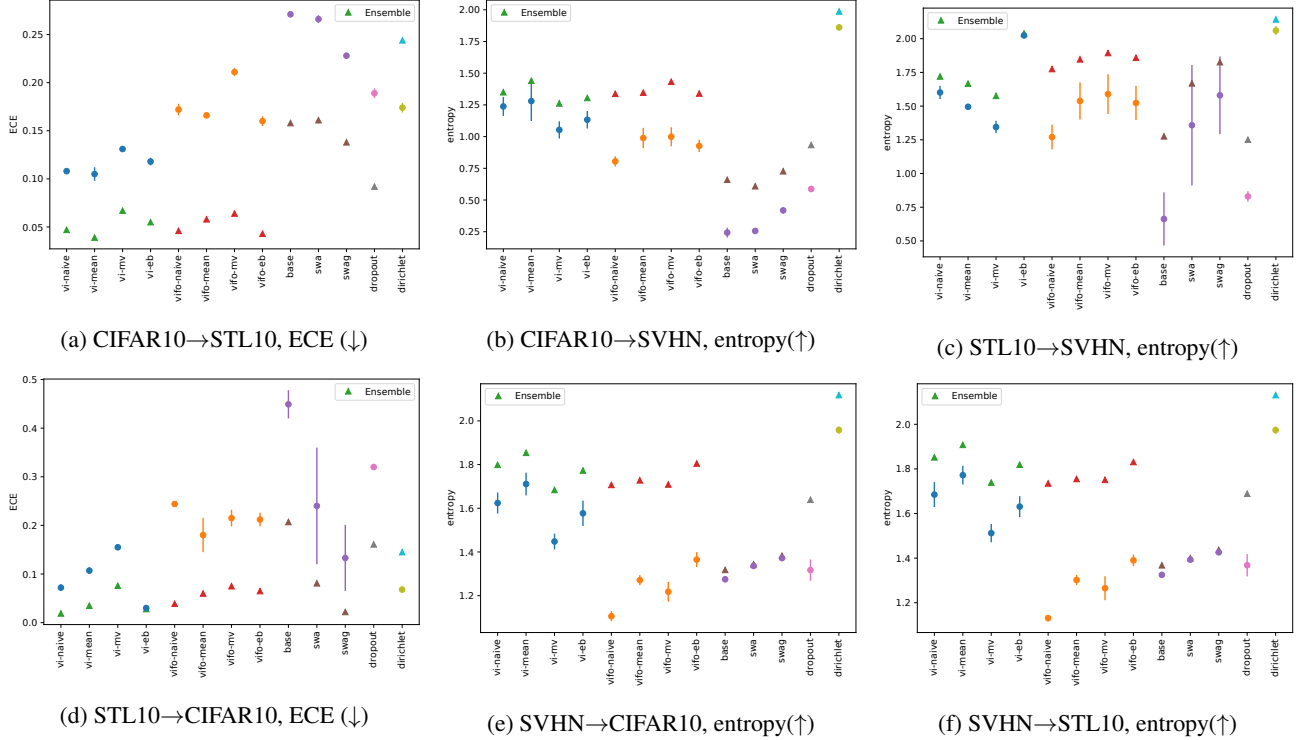 Ensemble
ECE
0.25
0.20
0.15
0.10
0.05
vi-naive
vi-mean
vi-mv
vi-eb
vifo-naive
vifo-mean
vifo-mv
vifo-eb
base
swa
swag
dropout
dirichlet
(a) CIFAR10→STL10, ECE (↓)
Ensemble
entropy
2.00
1.75
1.50
1.25
1.00
0.75
0.50
0.25
vi-naive
vi-mean
vi-mv
vi-eb
vifo-naive
vifo-mean
vifo-mv
vifo-eb
base
swa
swag
dropout
dirichlet
(b) CIFAR10→SVHN, entropy(↑)
Ensemble
entropy
2.00
1.75
1.50
1.25
1.00
0.75
0.50
vi-naive
vi-mean
vi-mv
vi-eb
vifo-naive
vifo-mean
vifo-mv
vifo-eb
base
swa
swag
dropout
dirichlet
(c) STL10→SVHN, entropy(↑)
Ensemble
ECE
0.5
0.4
0.3
0.2
0.1
0.0
vi-naive
vi-mean
vi-mv
vi-eb
vifo-naive
vifo-mean
vifo-mv
vifo-eb
base
swa
swag
dropout
dirichlet
(d) STL10→CIFAR10, ECE (↓)
Ensemble
entropy
2.0
1.8
1.6
1.4
1.2
vi-naive
vi-mean
vi-mv
vi-eb
vifo-naive
vifo-mean
vifo-mv
vifo-eb
base
swa
swag
dropout
dirichlet
(e) SVHN→CIFAR10, entropy(↑)
Ensemble
entropy
2.0
1.8
1.6
1.4
1.2
vi-naive
vi-mean
vi-mv
vi-eb
vifo-naive
vifo-mean
vifo-mv
vifo-eb
base
swa
swag
dropout
dirichlet
(f) SVHN→STL10, entropy(↑)